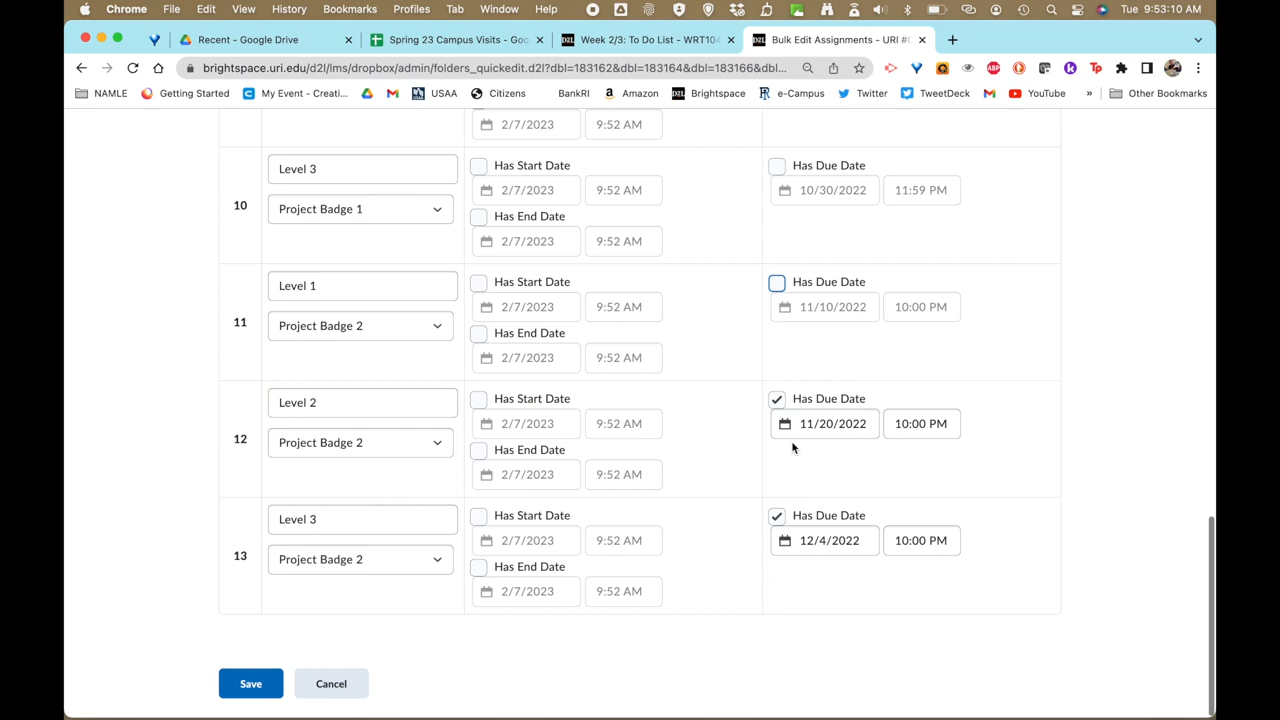 Chrome File Edit View History Bookmarks Profiles Tab Window Help Tue 9:53:10 AM
Recent - Google Drive Spring 23 Campus Visits - Goo Week 2/3: To Do List - WRT104 Bulk Edit Assignments - URI #
brightspace.uri.edu/d2l/lms/dropbox/admin/folders_quickedit.d2l?dbl=183162&dbl=183164&dbl=183166&dbl...
NAMLE Getting Started My Event - Creati... USAA Citizens BankRI Amazon Brightspace e-Campus Twitter TweetDeck YouTube » Other Bookmarks
2/7/2023 9:52 AM
Level 3 Has Start Date Has Due Date
2/7/2023 9:52 AM 10/30/2022 11:59 PM
10 Project Badge 1 Has End Date
2/7/2023 9:52 AM
Level 1 Has Start Date Has Due Date
2/7/2023 9:52 AM 11/10/2022 10:00 PM
11 Project Badge 2 Has End Date
2/7/2023 9:52 AM
Level 2 Has Start Date Has Due Date
2/7/2023 9:52 AM 11/20/2022 10:00 PM
12 Project Badge 2 Has End Date
2/7/2023 9:52 AM
Level 3 Has Start Date Has Due Date
2/7/2023 9:52 AM 12/4/2022 10:00 PM
13 Project Badge 2 Has End Date
2/7/2023 9:52 AM
Save Cancel